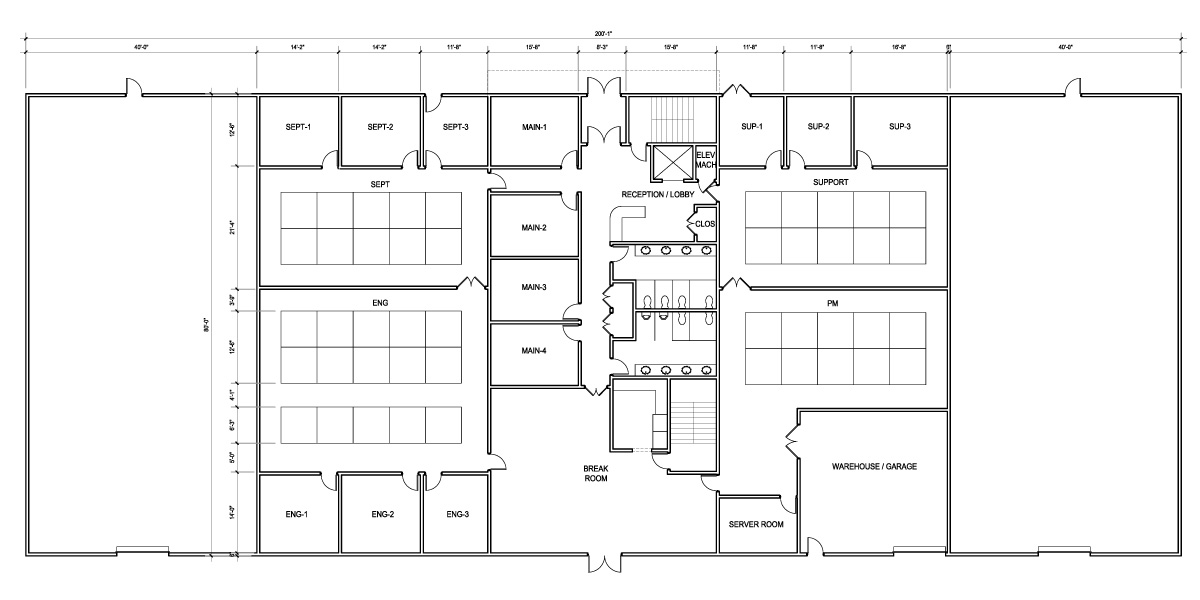 200'-1"
40'-0" 14'-2" 14'-2" 11'-8" 15'-8" 8'-3" 15'-8" 11'-8" 11'-8" 16'-8" 40'-0"
SEPT-1 SEPT-2 SEPT-3 MAIN-1 SUP-1 SUP-2 SUP-3
12'-8"
ELEV
MACH
SEPT RECEPTION / LOBBY SUPPORT
CLOS
21'-4"
MAIN-2
MAIN-3
3'-9"
ENG PM
80'-0"
12'-6"
MAIN-4
4'-1"
6'-3"
5'-0"
BREAK
ROOM
WAREHOUSE / GARAGE
14'-0"
ENG-1 ENG-2 ENG-3
SERVER ROOM